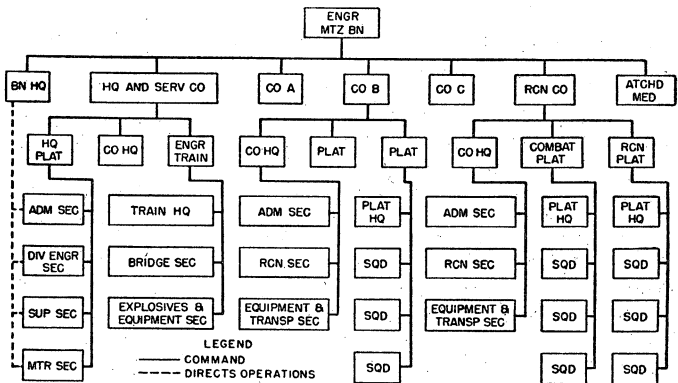 ENGR
MTZ BN
BN HQ
HQ AND SERV CO
CO A
CO B
CO C
RCN CO
ATCHD
MED
HQ
PLAT
CO HQ
ENGR
TRAIN
CO HQ
PLAT
PLAT
CO HQ
COMBAT
PLAT
RCN
PLAT
ADM SEC
TRAIN HQ
ADM SEC
PLAT
HQ
ADM SEC
PLAT
HQ
PLAT
HQ
DIV ENGR
SEC
BRIDGE SEC
RCN. SEC
SQD
RCN SEC
SQD
SQD
SUP SEC
EXPLOSIVES &
EQUIPMENT SEC
EQUIPMENT &
TRANSP SEC
SQD
EQUIPMENT &
TRANSP SEC
SQD
SQD
MTR SEC
SQD
SQD
SQD
LEGEND
COMMAND
DIRECTS OPERATIONS